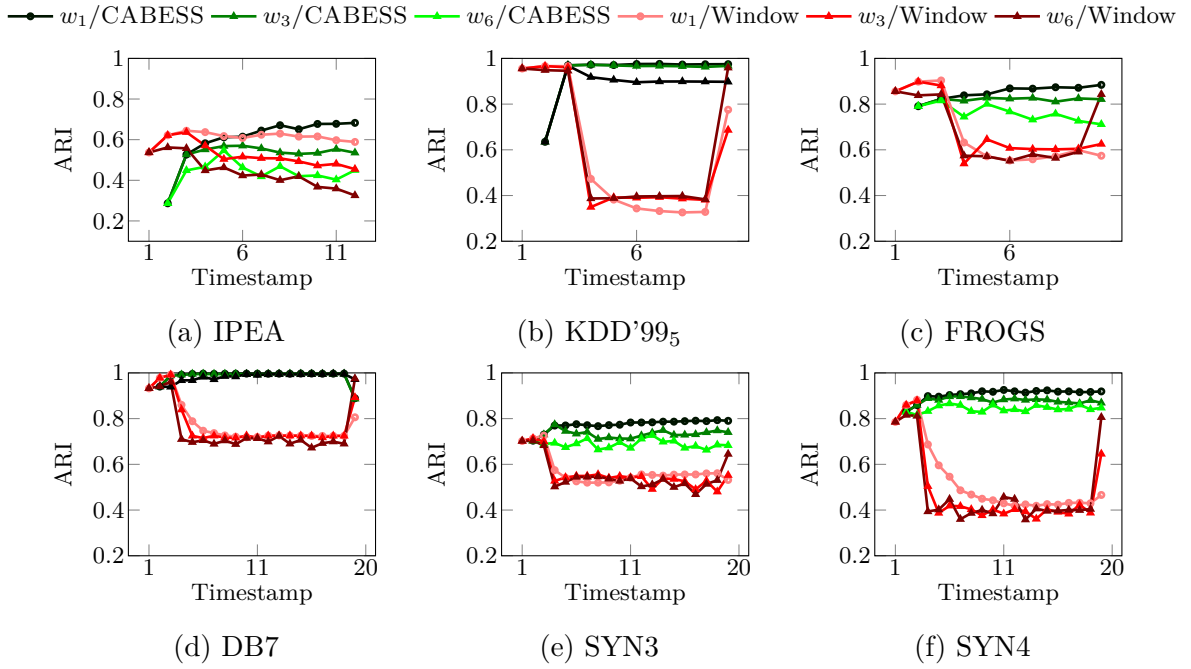 w₁/CABESS w₃/CABESS w₆/CABESS w₁/Window w₃/Window w₆/Window
ARI
1
0.8
0.6
0.4
0.2
1 6 11
Timestamp
(a) IPEA
ARI
1
0.8
0.6
0.4
0.2
1 6
Timestamp
(b) KDD'99₅
ARI
1
0.8
0.6
0.4
0.2
1 6
Timestamp
(c) FROGS
ARI
1
0.8
0.6
0.4
0.2
1 11 20
Timestamp
(d) DB7
ARI
1
0.8
0.6
0.4
0.2
1 11 20
Timestamp
(e) SYN3
ARI
1
0.8
0.6
0.4
0.2
1 11 20
Timestamp
(f) SYN4